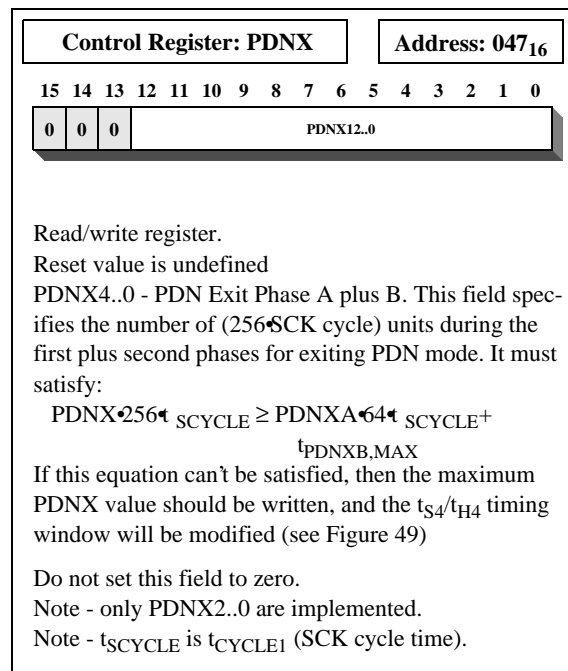 Control Register: PDNX
Address: 047₁₆
15 14 13 12 11 10 9 8 7 6 5 4 3 2 1 0
0 0 0 PDNX12..0
Read/write register.
Reset value is undefined
PDNX4..0 - PDN Exit Phase A plus B. This field spec-
ifies the number of (256•SCK cycle) units during the
first plus second phases for exiting PDN mode. It must
satisfy:
PDNX•256•t SCYCLE ≥ PDNXA•64•t SCYCLE+
tPDNXB,MAX
If this equation can't be satisfied, then the maximum
PDNX value should be written, and the tS4/tH4 timing
window will be modified (see Figure 49)
Do not set this field to zero.
Note - only PDNX2..0 are implemented.
Note - tSCYCLE is tCYCLE1 (SCK cycle time).